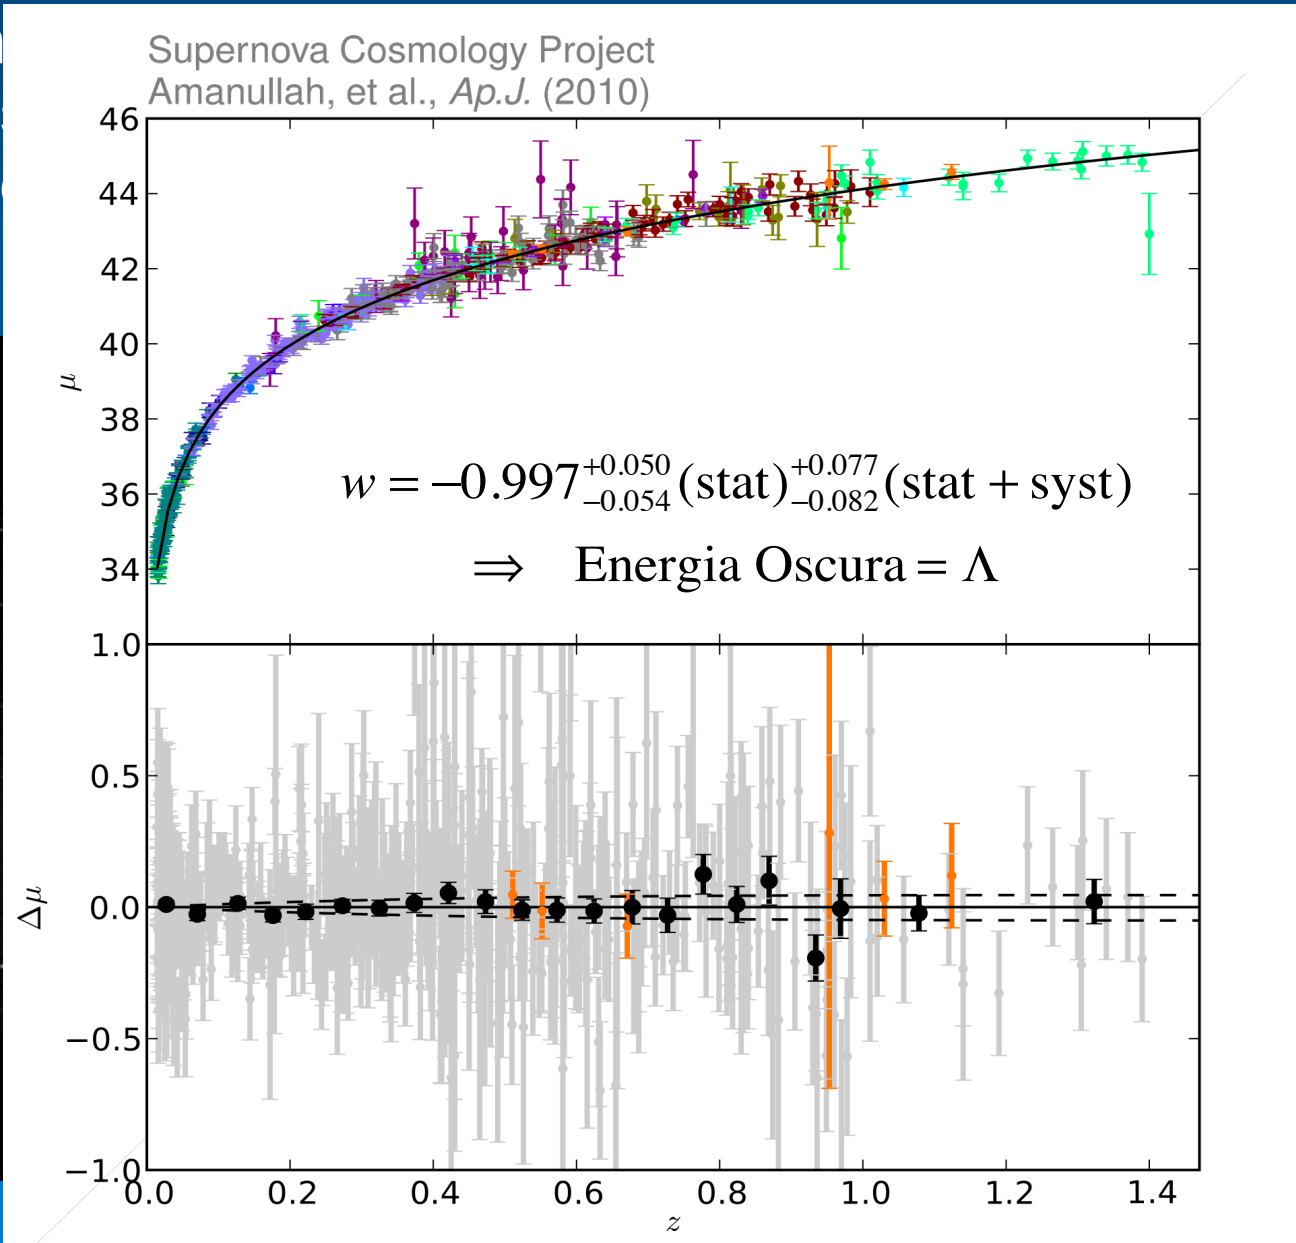 Supernova Cosmology Project
Amanullah, et al., Ap.J. (2010)
46
44
42
40
38
36
34
μ
w = −0.997 +0.050 −0.054 (stat) +0.077 −0.082 (stat + syst)
⇒ Energia Oscura = Λ
1.0
0.5
0.0
−0.5
−1.0
Δμ
0.0 0.2 0.4 0.6 0.8 1.0 1.2 1.4
z